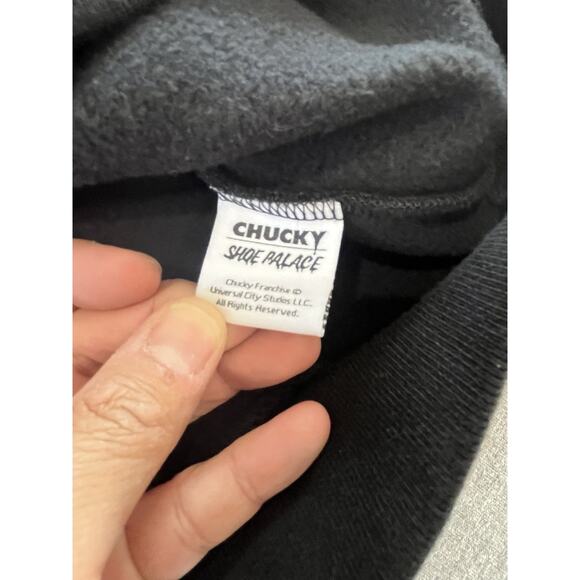 CHUCKY
SHOE PALACE
Chucky Franchise ©
Universal City Studios LLC.
All Rights Reserved.